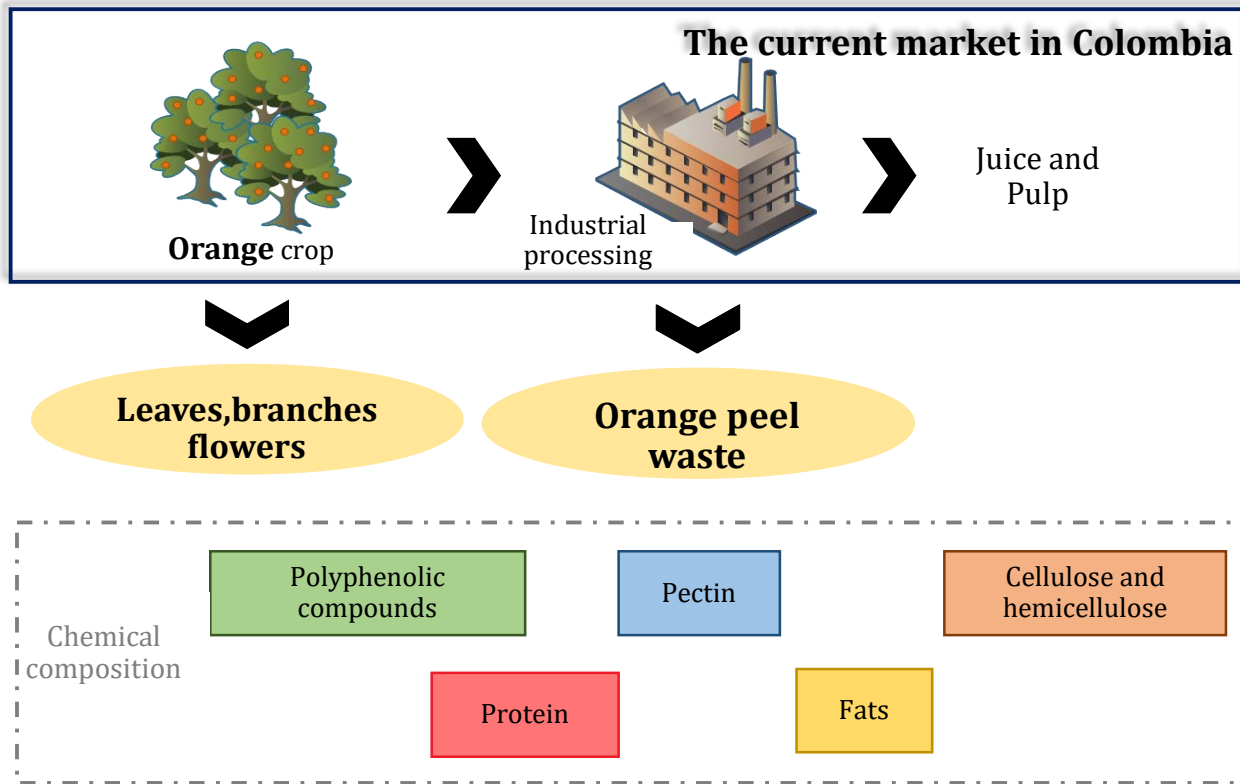 The current market in Colombia
Orange crop
Industrial
processing
Juice and
Pulp
Leaves,branches
flowers
Orange peel
waste
Chemical
composition
Polyphenolic
compounds
Pectin
Cellulose and
hemicellulose
Protein
Fats